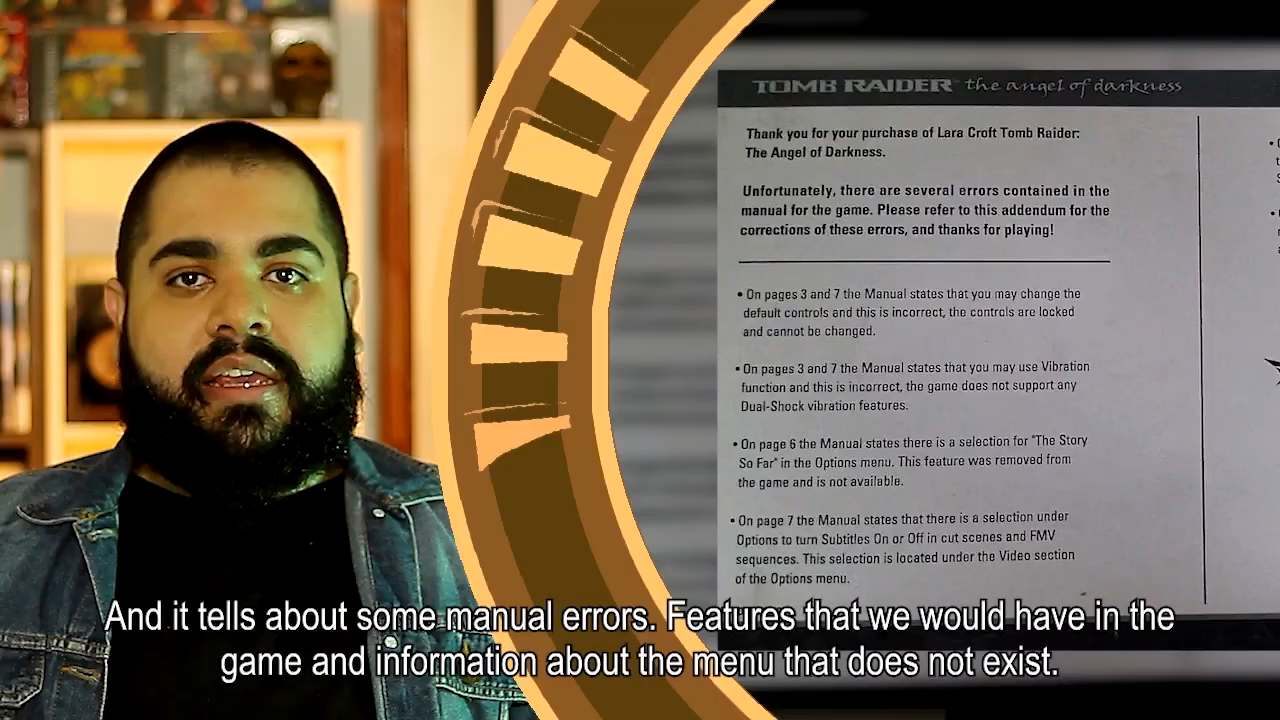 TOMB RAIDER™ the angel of darkness
Thank you for your purchase of Lara Croft Tomb Raider:
The Angel of Darkness.
Unfortunately, there are several errors contained in the
manual for the game. Please refer to this addendum for the
corrections of these errors, and thanks for playing!
• On pages 3 and 7 the Manual states that you may change the
default controls and this is incorrect, the controls are locked
and cannot be changed.
• On pages 3 and 7 the Manual states that you may use Vibration
function and this is incorrect, the game does not support any
Dual-Shock vibration features.
• On page 6 the Manual states there is a selection for "The Story
So Far" in the Options menu. This feature was removed from
the game and is not available.
• On page 7 the Manual states that there is a selection under
Options to turn Subtitles On or Off in cut scenes and FMV
sequences. This selection is located under the Video section
of the Options menu.
And it tells about some manual errors. Features that we would have in the
game and information about the menu that does not exist.